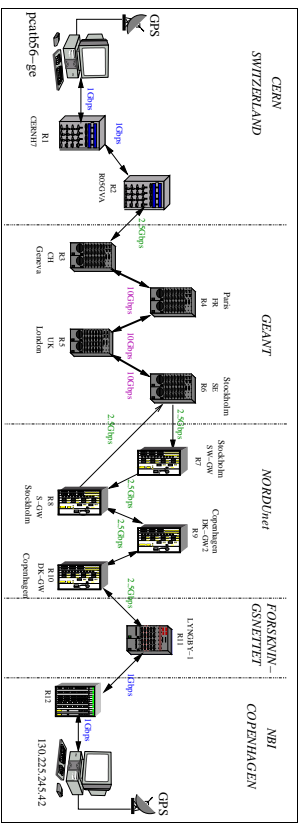 CERN
SWITZERLAND
GPS
pcatb56-ge
1Gbps
R1
CERNH7
1Gbps
R2
R05GVA
2.5Gbps
GEANT
R3
CH
Geneva
10Gbps
Paris
FR
R4
10Gbps
R5
UK
London
10Gbps
Stockholm
SE
R6
2.5Gbps
2.5Gbps
NORDUnet
Stockholm
SW-GW
R7
2.5Gbps
R8
S-GW
Stockholm
2.5Gbps
Copenhagen
DK-GW2
R9
R10
DK-GW
Copenhagen
2.5Gbps
FORSKNIN-
GSNETTET
LYNGBY-1
R11
1Gbps
NBI
COPENHAGEN
R12
1Gbps
130.225.245.42
GPS